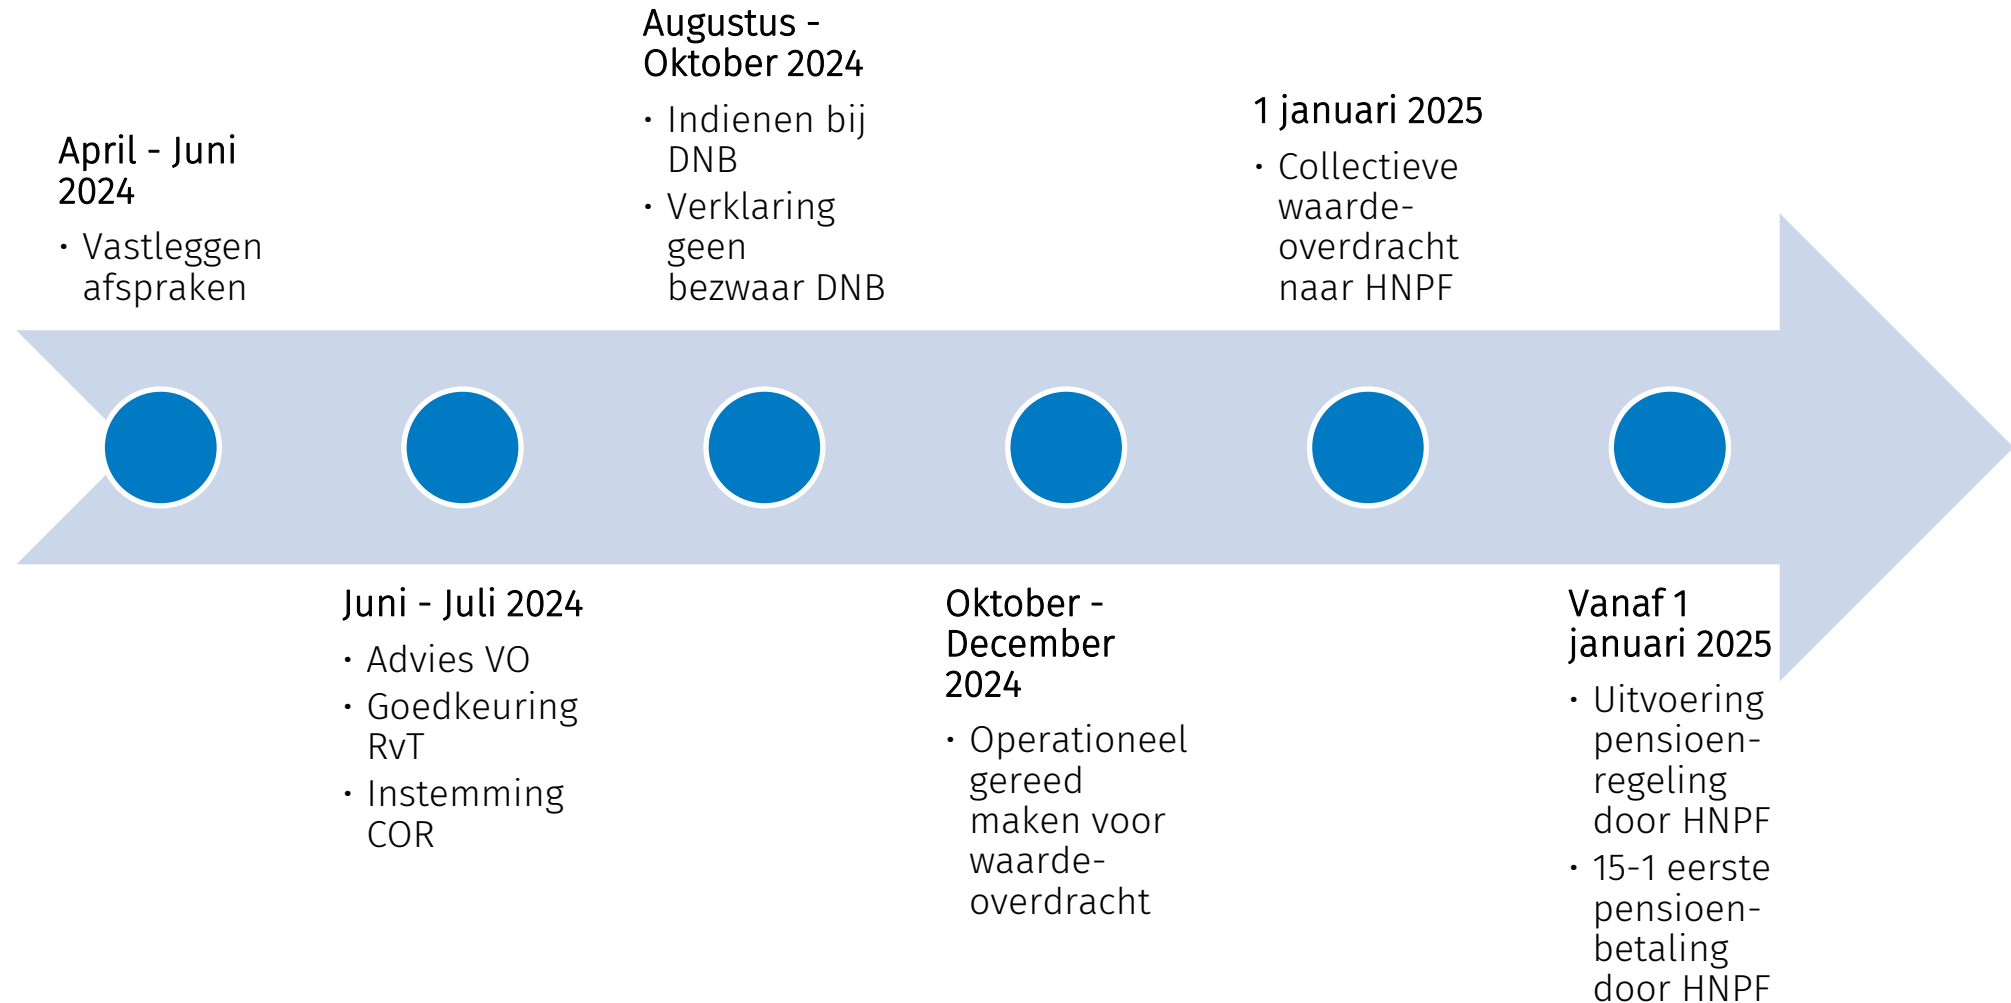 April - Juni
2024
· Vastleggen
afspraken
Juni - Juli 2024
· Advies VO
· Goedkeuring
RvT
· Instemming
COR
Augustus -
Oktober 2024
· Indienen bij
DNB
· Verklaring
geen
bezwaar DNB
Oktober -
December
2024
· Operationeel
gereed
maken voor
waarde-
overdracht
1 januari 2025
· Collectieve
waarde-
overdracht
naar HNPF
Vanaf 1
januari 2025
· Uitvoering
pensioen-
regeling
door HNPF
· 15-1 eerste
pensioen-
betaling
door HNPF